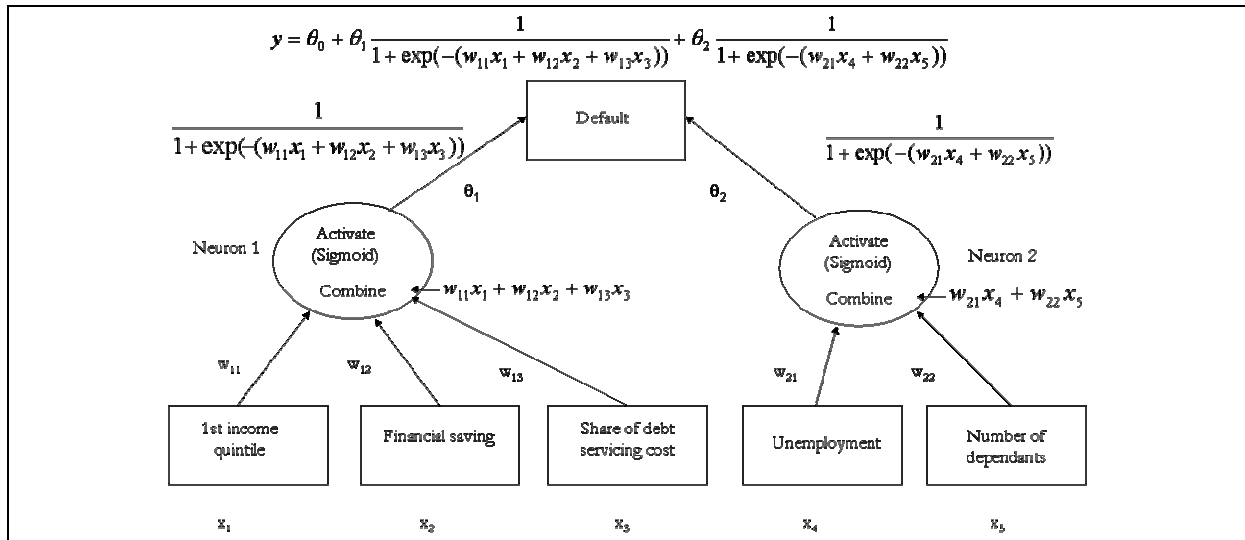 y = θ₀ + θ₁ 1/(1 + exp(−(w₁₁x₁ + w₁₂x₂ + w₁₃x₃))) + θ₂ 1/(1 + exp(−(w₂₁x₄ + w₂₂x₅)))
Default
1/(1 + exp(−(w₁₁x₁ + w₁₂x₂ + w₁₃x₃)))
1/(1 + exp(−(w₂₁x₄ + w₂₂x₅)))
θ₁
θ₂
Neuron 1
Activate
(Sigmoid)
Combine
w₁₁x₁ + w₁₂x₂ + w₁₃x₃
Activate
(Sigmoid)
Combine
Neuron 2
w₂₁x₄ + w₂₂x₅
w₁₁
w₁₂
w₁₃
w₂₁
w₂₂
1st income
quintile
Financial saving
Share of debt
servicing cost
Unemployment
Number of
dependants
x₁
x₂
x₃
x₄
x₅